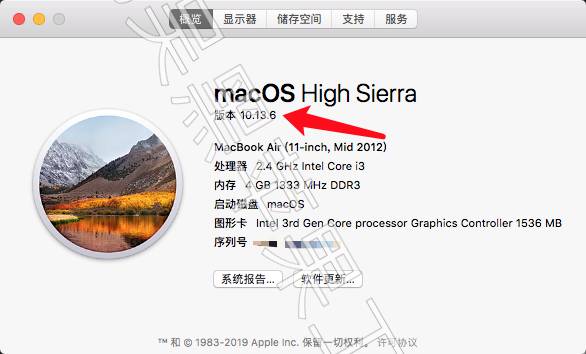 概览 显示器 储存空间 支持 服务
macOS High Sierra
版本 10.13.6
MacBook Air (11-inch, Mid 2012)
处理器 2.4 GHz Intel Core i3
内存 4 GB 1333 MHz DDR3
启动磁盘 macOS
图形卡 Intel 3rd Gen Core processor Graphics Controller 1536 MB
序列号
系统报告... 软件更新...
™ 和 © 1983-2019 Apple Inc. 保留一切权利。 许可协议